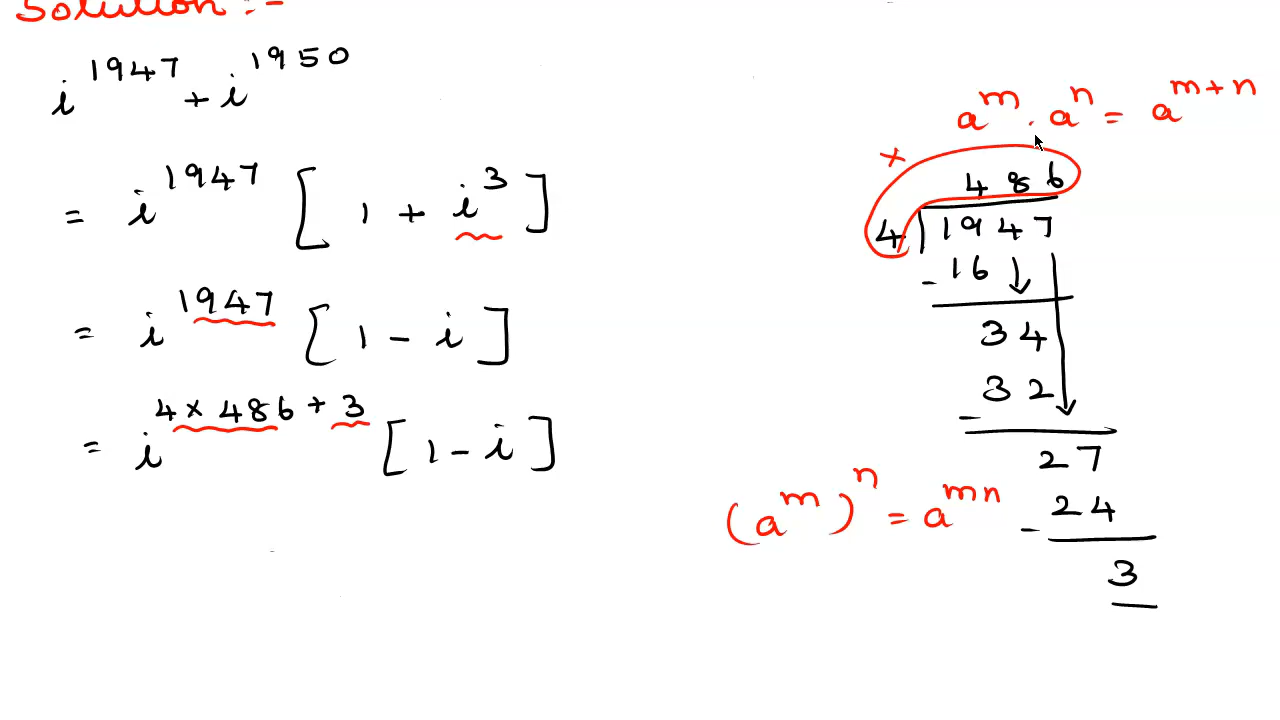 Solution :-
i^1947 + i^1950
= i^1947 [ 1 + i^3 ]
= i^1947 [ 1 - i ]
= i^4 × 486 + 3 [ 1 - i ]
a^m . a^n = a^m+n
×
486
4 ) 1947
- 16
34
- 32
27
- 24
3
(a^m)^n = a^mn